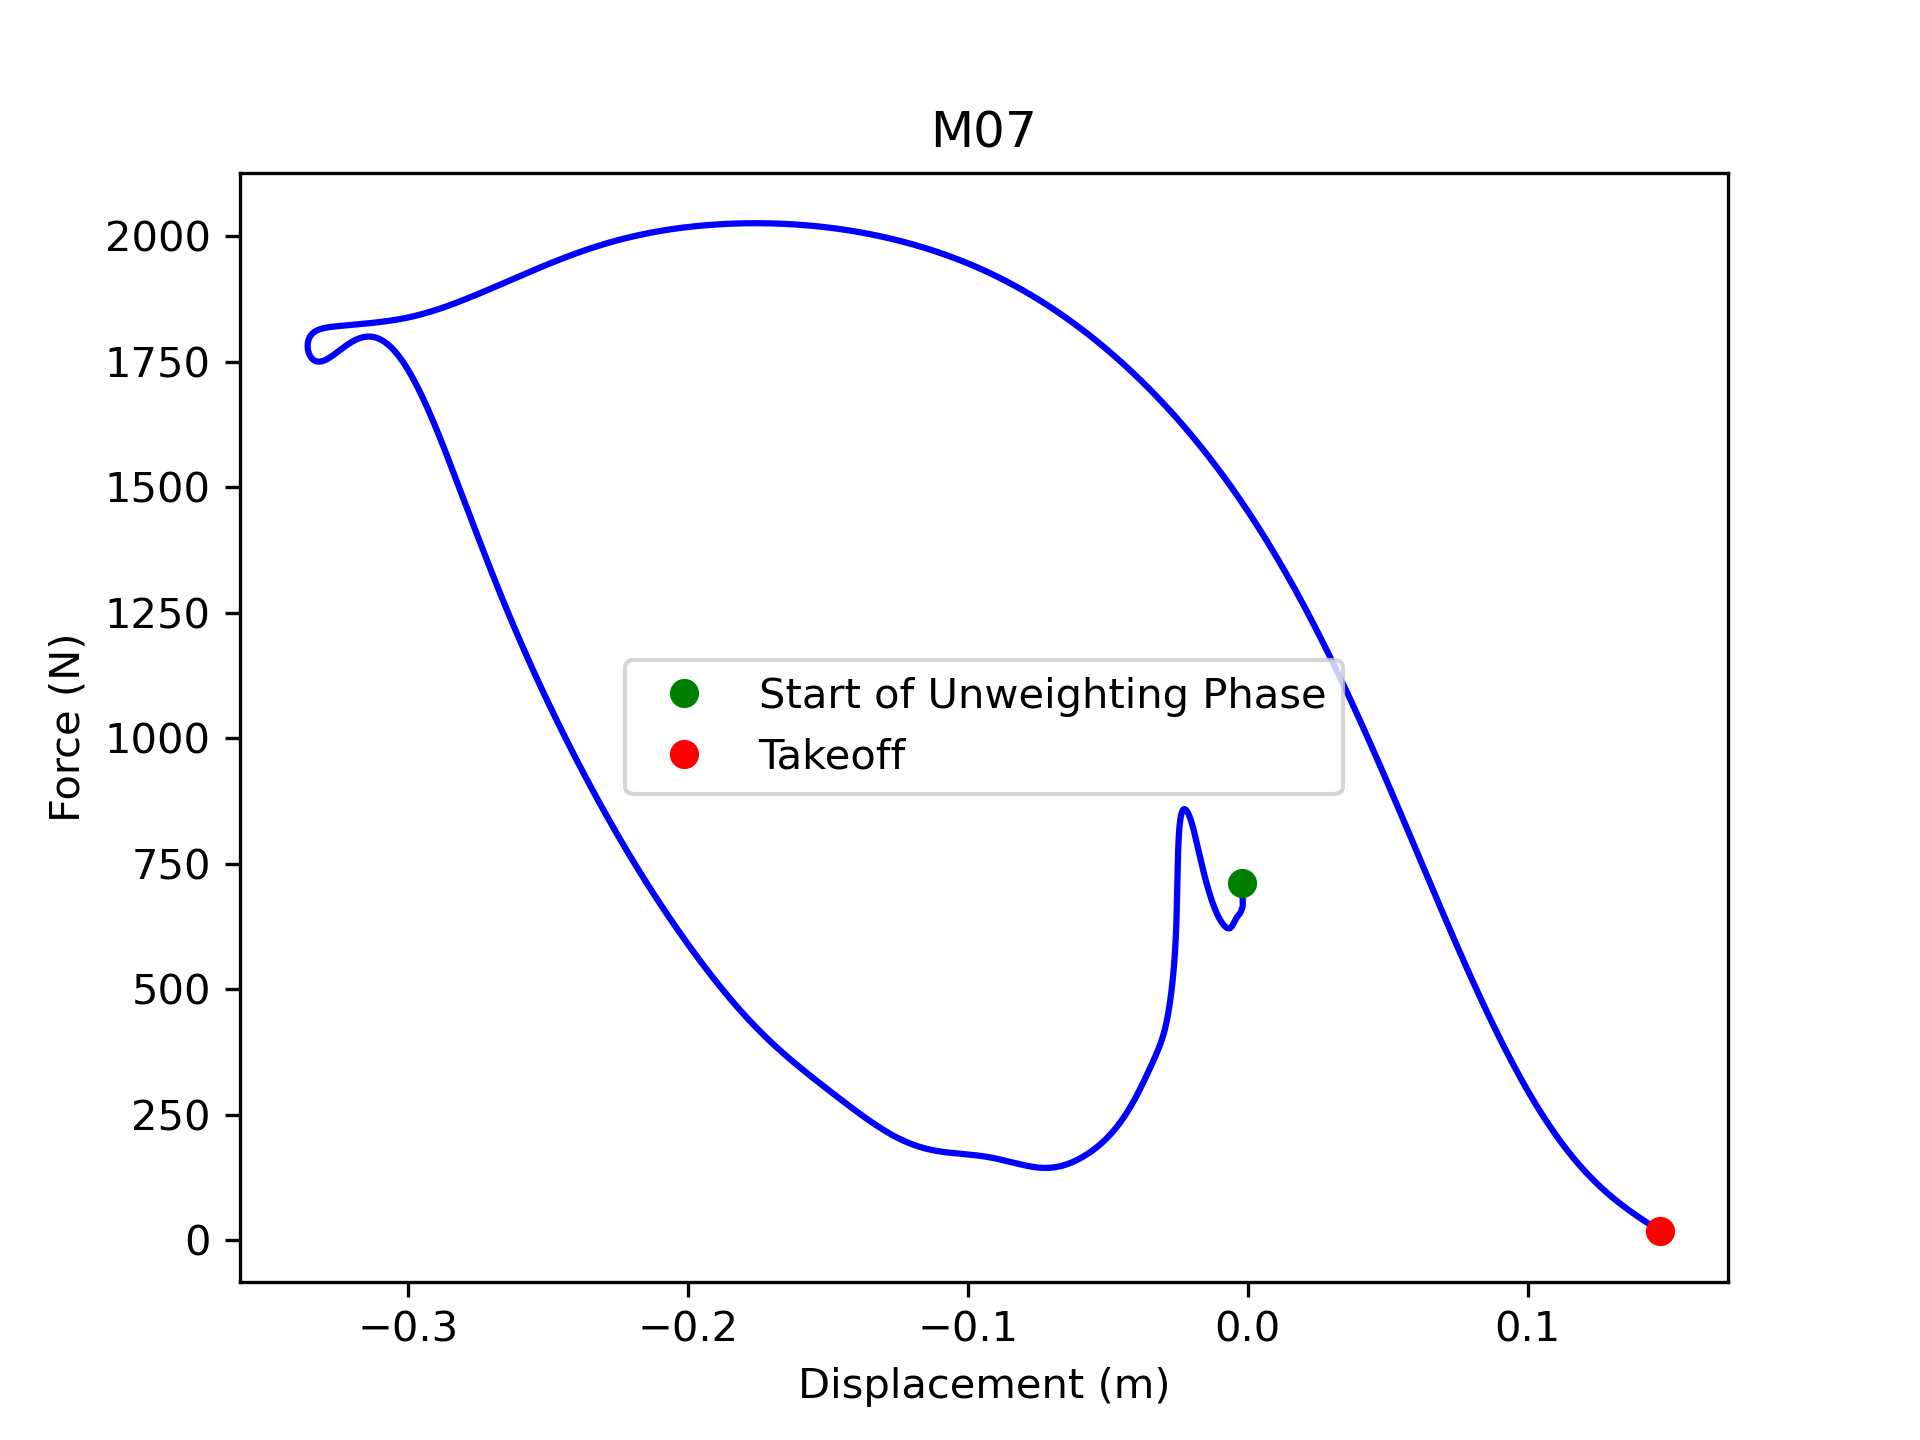 M07
Force (N)
2000
1750
1500
1250
1000
750
500
250
0
Start of Unweighting Phase
Takeoff
−0.3 −0.2 −0.1 0.0 0.1
Displacement (m)